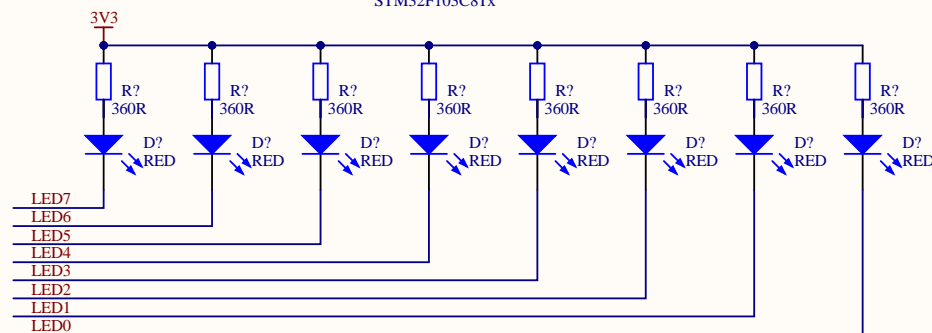 STM32F103C8Tx
3V3
R? R? R? R? R? R? R? R?
360R 360R 360R 360R 360R 360R 360R 360R
D? D? D? D? D? D? D? D?
RED RED RED RED RED RED RED RED
LED7
LED6
LED5
LED4
LED3
LED2
LED1
LED0